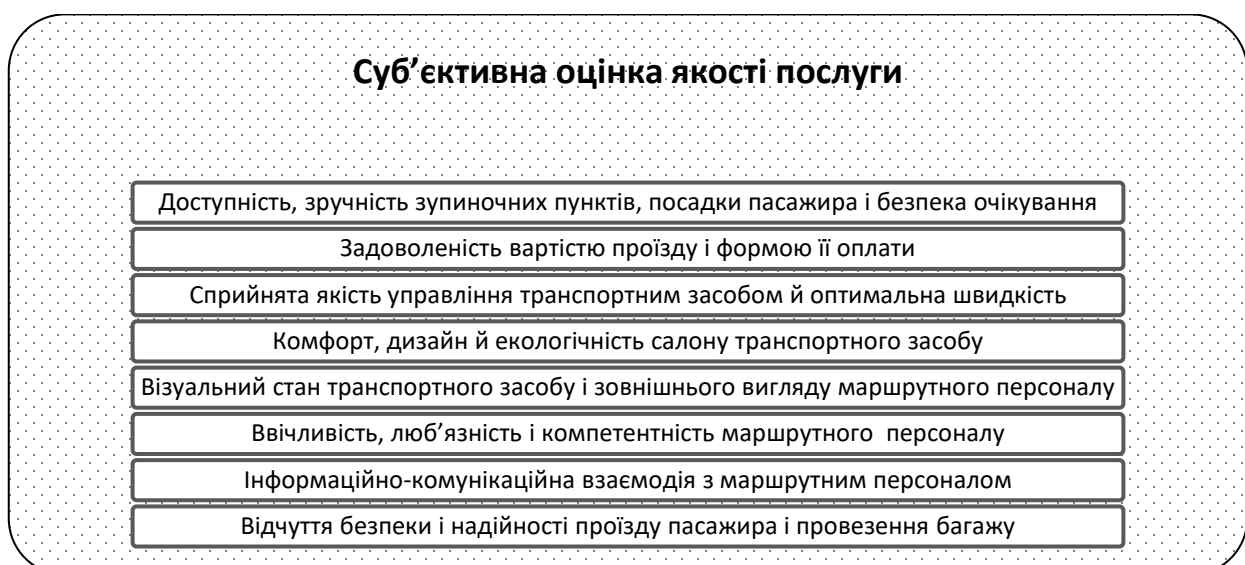 Суб’єктивна оцінка якості послуги
Доступність, зручність зупиночних пунктів, посадки пасажира і безпека очікування
Задоволеність вартістю проїзду і формою її оплати
Сприйнята якість управління транспортним засобом й оптимальна швидкість
Комфорт, дизайн й екологічність салону транспортного засобу
Візуальний стан транспортного засобу і зовнішнього вигляду маршрутного персоналу
Ввічливість, люб’язність і компетентність маршрутного персоналу
Інформаційно-комунікаційна взаємодія з маршрутним персоналом
Відчуття безпеки і надійності проїзду пасажира і провезення багажу